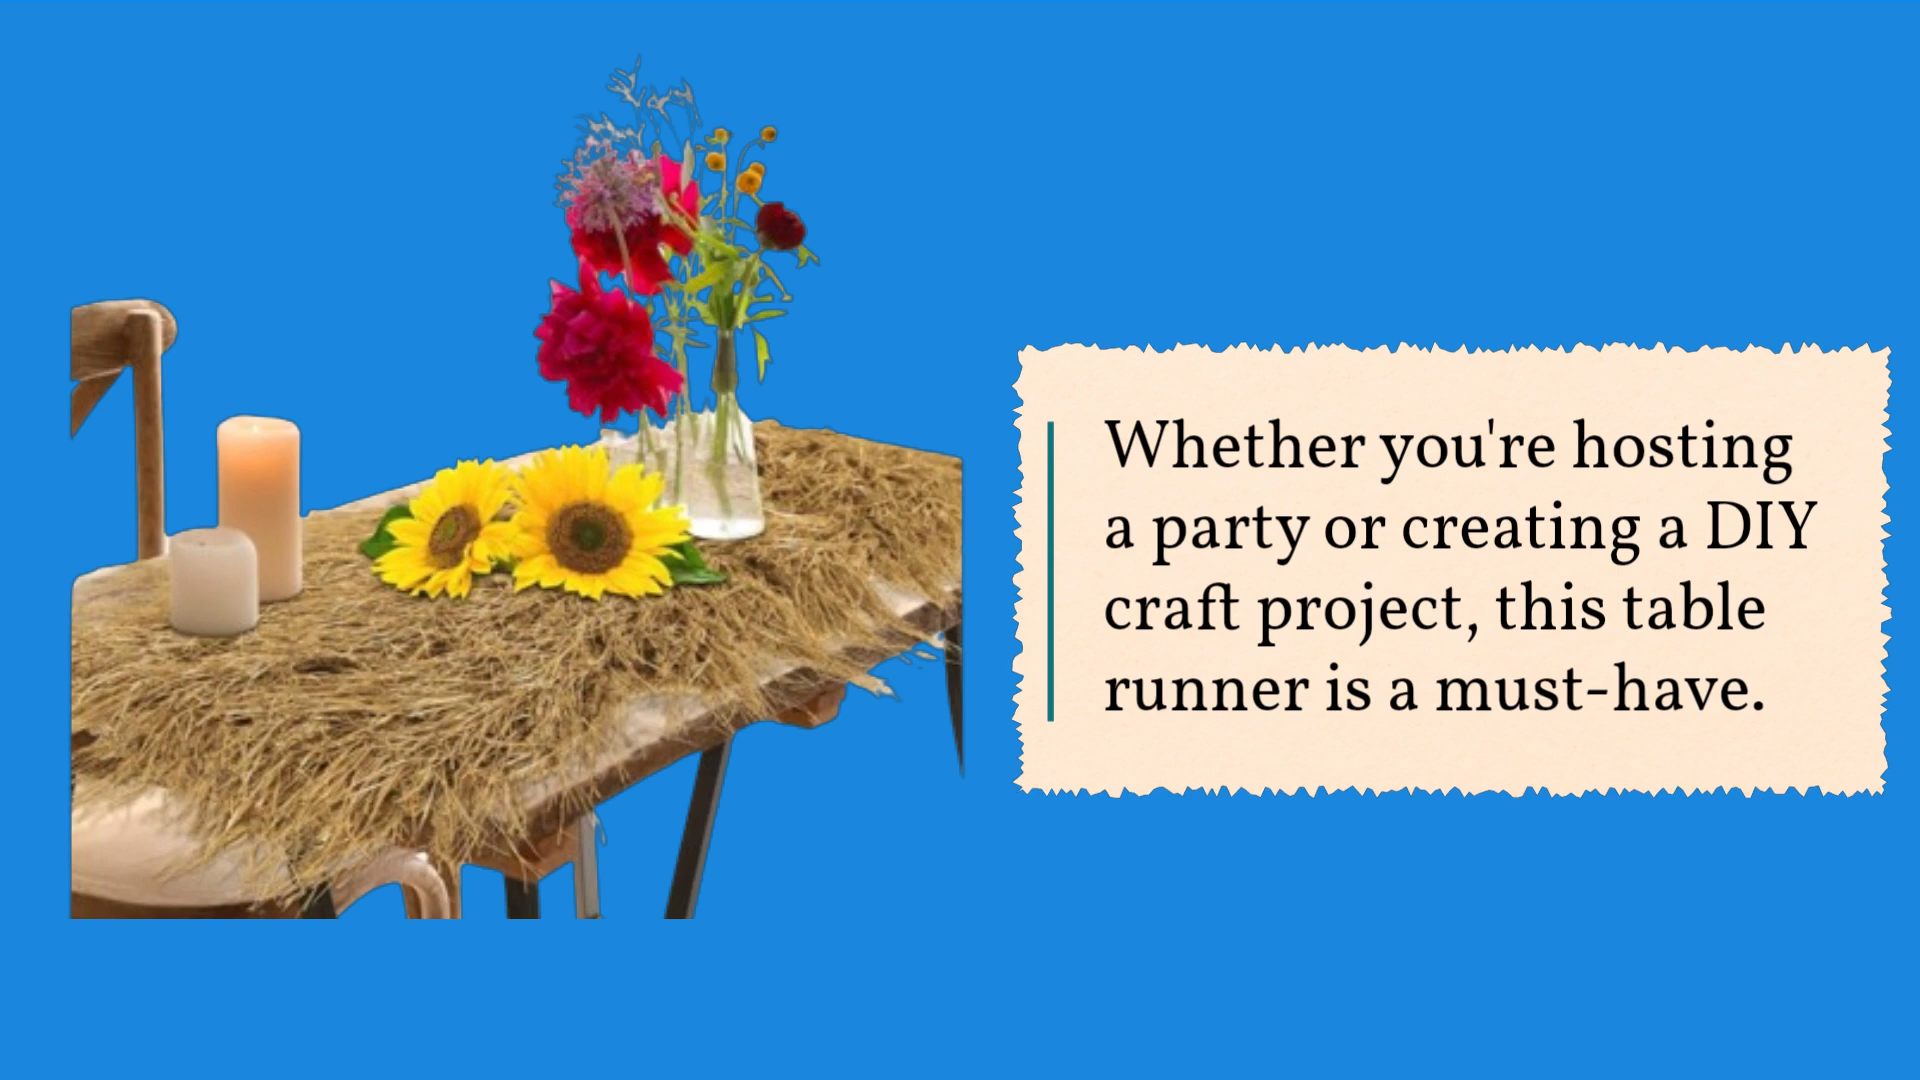 Whether you're hosting
a party or creating a DIY
craft project, this table
runner is a must-have.